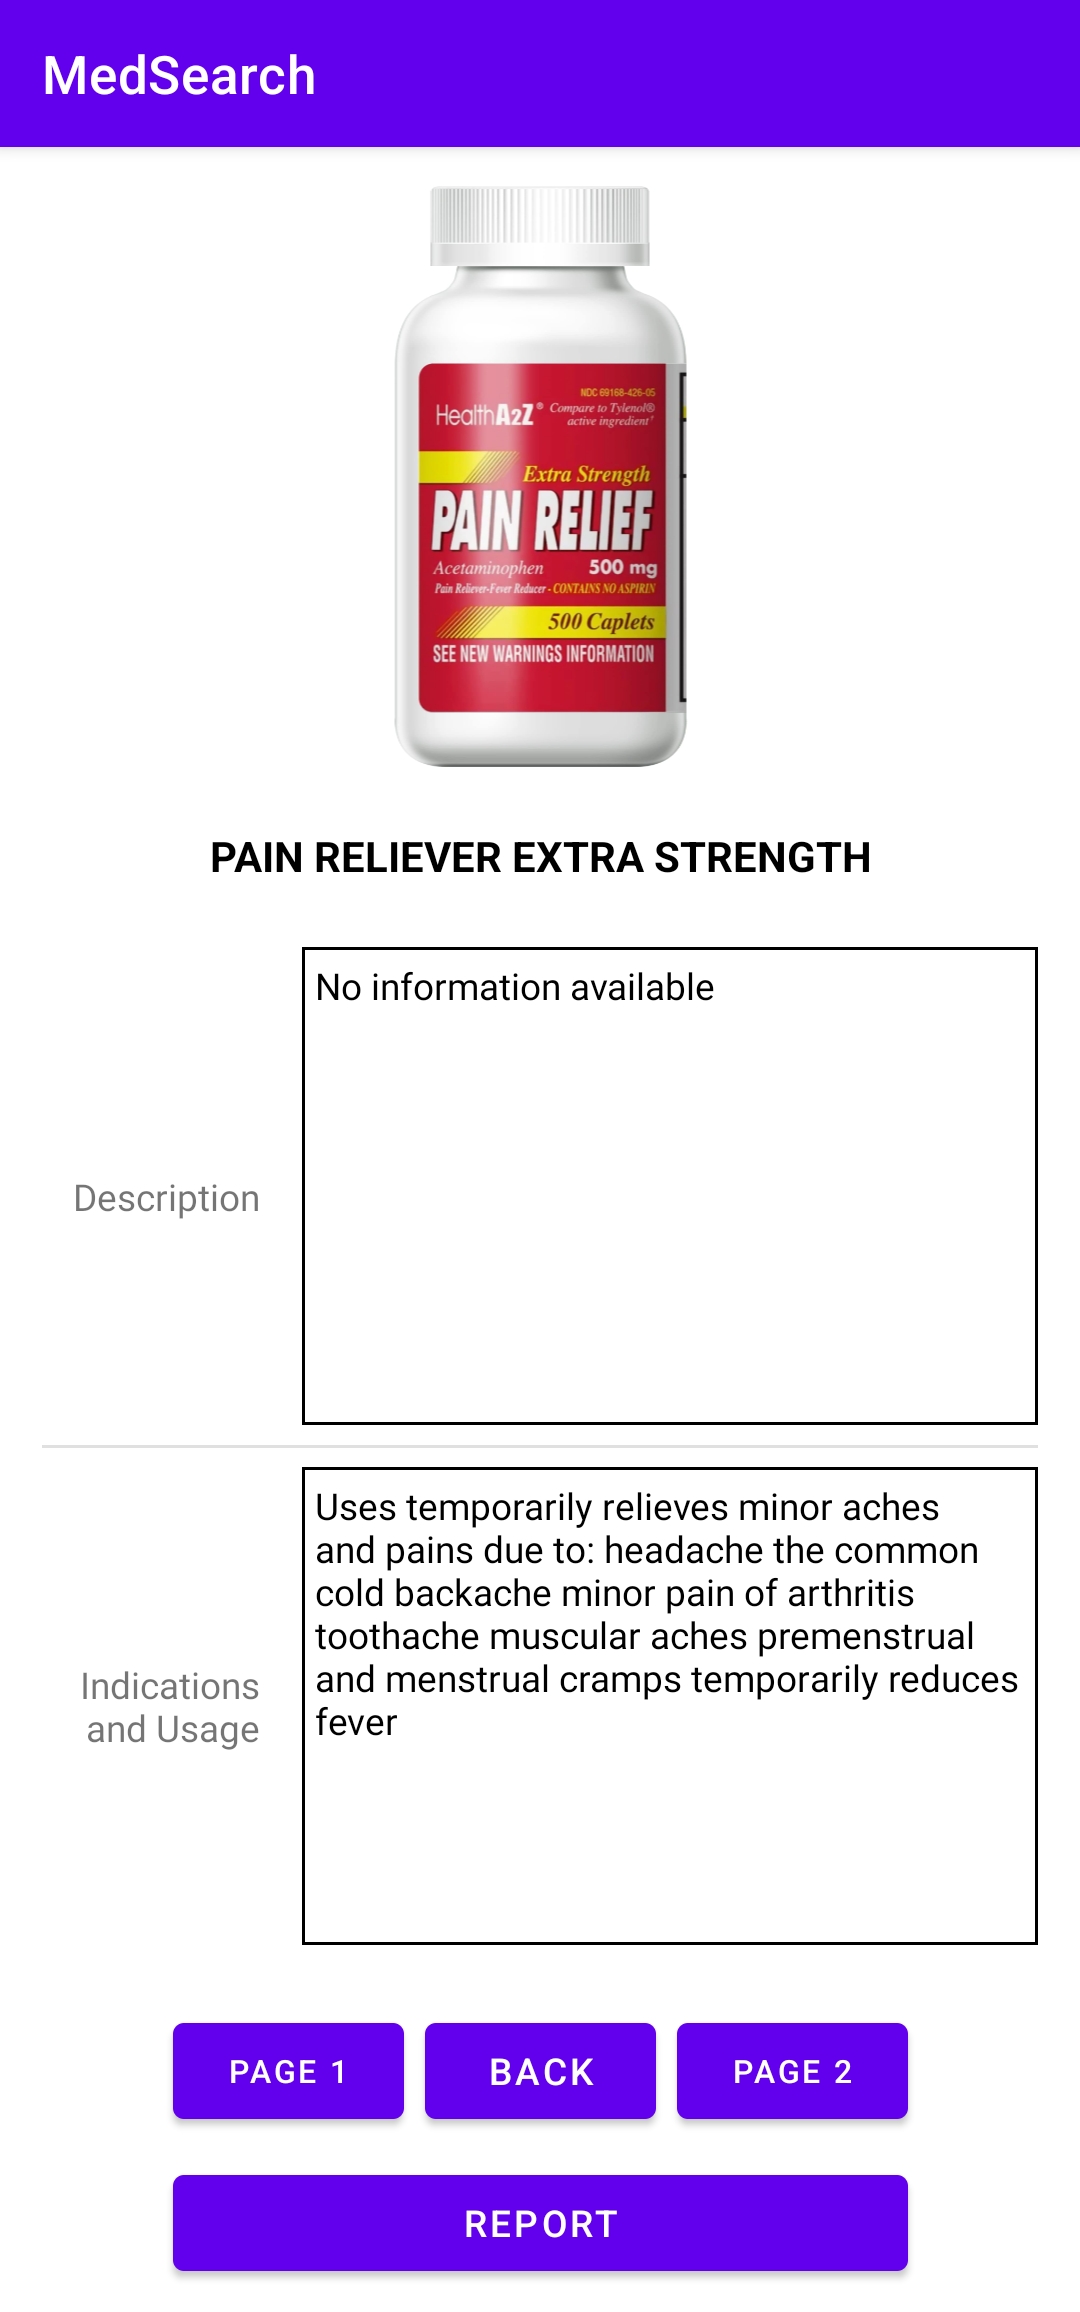 MedSearch
NDC 69168-426-05
HealthA2Z® Compare to Tylenol®
active ingredient†
Extra Strength
PAIN RELIEF
Acetaminophen 500 mg
Pain Reliever-Fever Reducer - CONTAINS NO ASPIRIN
500 Caplets
SEE NEW WARNINGS INFORMATION
PAIN RELIEVER EXTRA STRENGTH
Description
No information available
Indications
and Usage
Uses temporarily relieves minor aches
and pains due to: headache the common
cold backache minor pain of arthritis
toothache muscular aches premenstrual
and menstrual cramps temporarily reduces
fever
PAGE 1
BACK
PAGE 2
REPORT